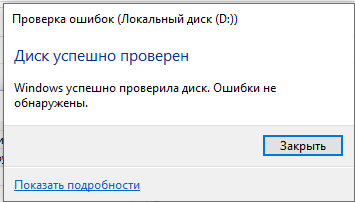 Проверка ошибок (Локальный диск (D:))
Диск успешно проверен
Windows успешно проверила диск. Ошибки не
обнаружены.
Закрыть
Показать подробности